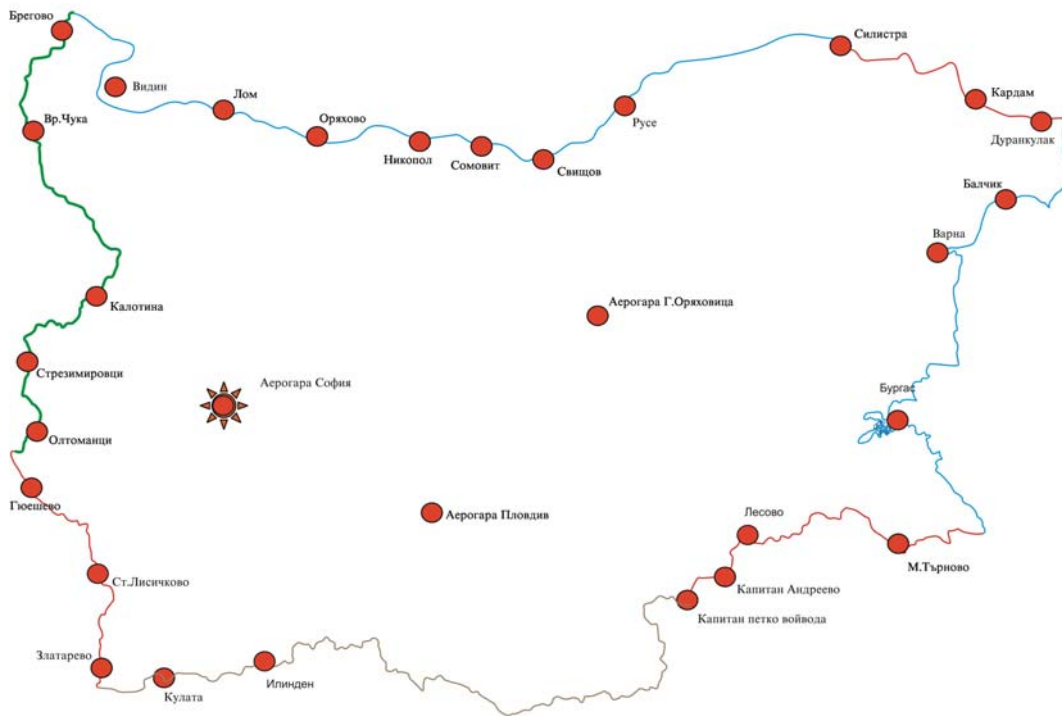 Брегово
Силистра
Видин
Лом
Кардам
Вр.Чука
Оряхово
Русе
Дуранкулак
Никопол
Сомовит
Свищов
Балчик
Варна
Калотина
Аерогара Г.Оряховица
Стрезимировци
Аерогара София
Бургас
Олтоманци
Гюешево
Аерогара Пловдив
Лесово
М.Търново
Ст.Лисичково
Капитан Андреево
Капитан петко войвода
Златарево
Кулата
Илинден